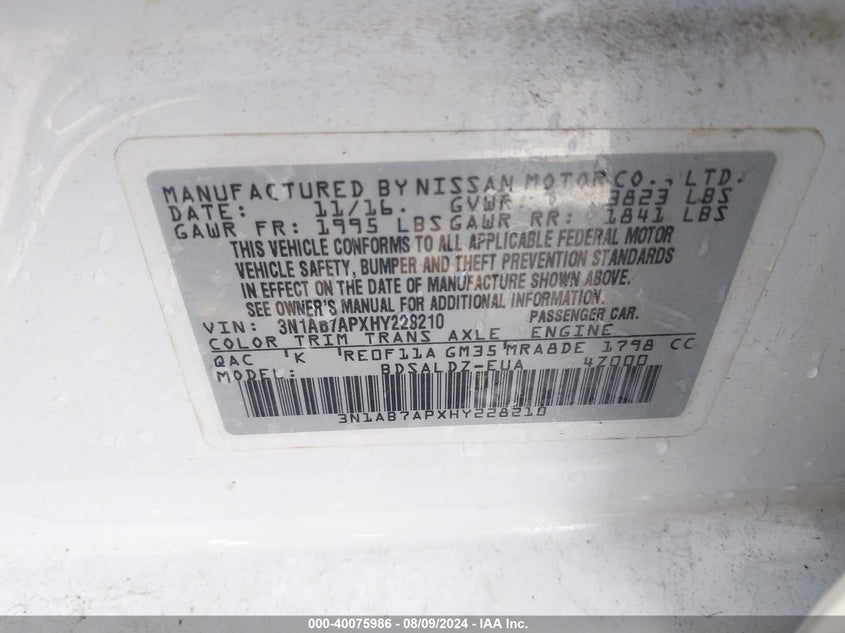 MANUFACTURED BY NISSAN MOTOR CO., LTD.
DATE: 11/16. GVWR : 3823 LBS
GAWR FR: 1995 LBS GAWR RR: 1841 LBS
THIS VEHICLE CONFORMS TO ALL APPLICABLE FEDERAL MOTOR
VEHICLE SAFETY, BUMPER AND THEFT PREVENTION STANDARDS
IN EFFECT ON THE DATE OF MANUFACTURE SHOWN ABOVE.
SEE OWNER'S MANUAL FOR ADDITIONAL INFORMATION.
VIN: 3N1AB7APXHY228210 PASSENGER CAR.
COLOR TRIM TRANS AXLE ENGINE
QAC K RE0F11A GM35 MRA8DE 1798 CC
MODEL: BDSALDZ-EUA 4Z000
3N1AB7APXHY228210
000-40075986 - 08/09/2024 - IAA Inc.